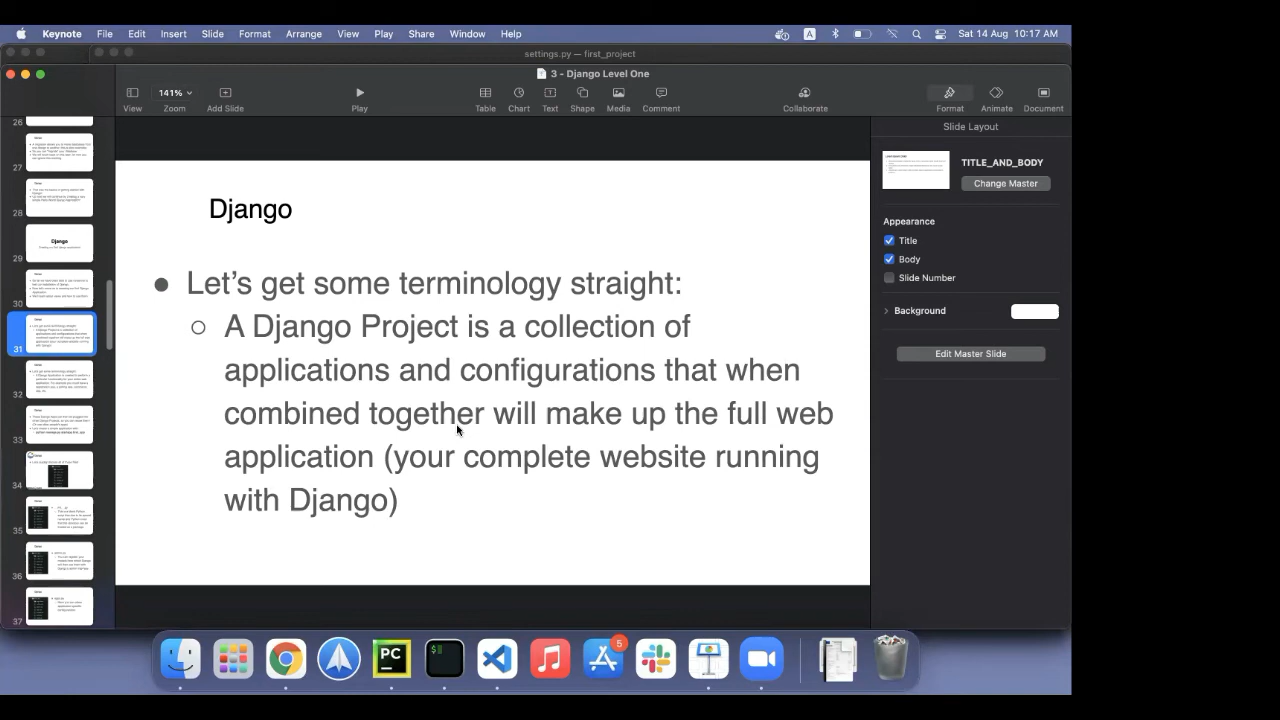 Keynote File Edit Insert Slide Format Arrange View Play Share Window Help A Sat 14 Aug 10:17 AM
settings.py — first_project
3 - Django Level One
141%
View Zoom Add Slide Play Table Chart Text Shape Media Comment Collaborate Format Animate Document
Slide Layout
TITLE_AND_BODY
Change Master
Appearance
Title
Body
Slide Number
Background
Edit Master Slide
26
27
28
Django
29
30
31
32
33
34
35
36
37
Django
● Let's get some terminology straight:
○ A Django Project is a collection of
applications and configurations that when
combined together will make up the full web
application (your complete website running
with Django)
PC
$
5